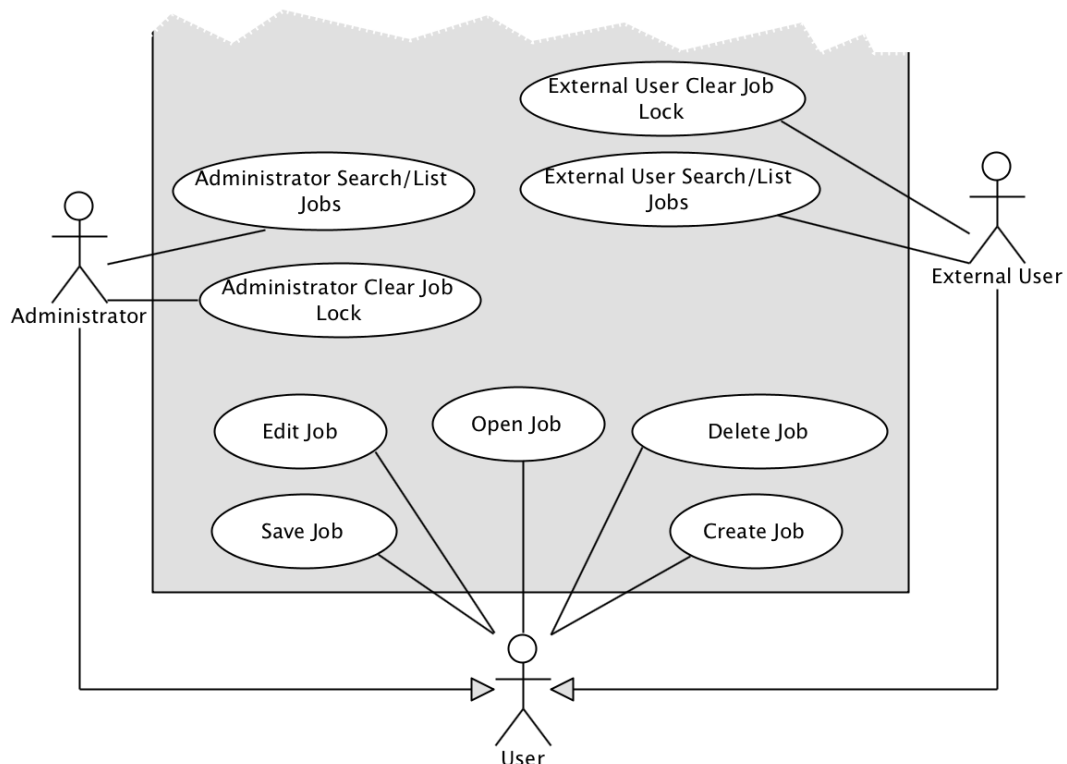 External User Clear Job
Lock
Administrator Search/List
Jobs
External User Search/List
Jobs
External User
Administrator Clear Job
Lock
Administrator
Edit Job
Open Job
Delete Job
Save Job
Create Job
User